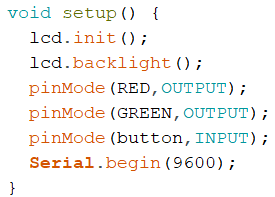 void setup() {
  lcd.init();
  lcd.backlight();
  pinMode(RED,OUTPUT);
  pinMode(GREEN,OUTPUT);
  pinMode(button,INPUT);
  Serial.begin(9600);
}